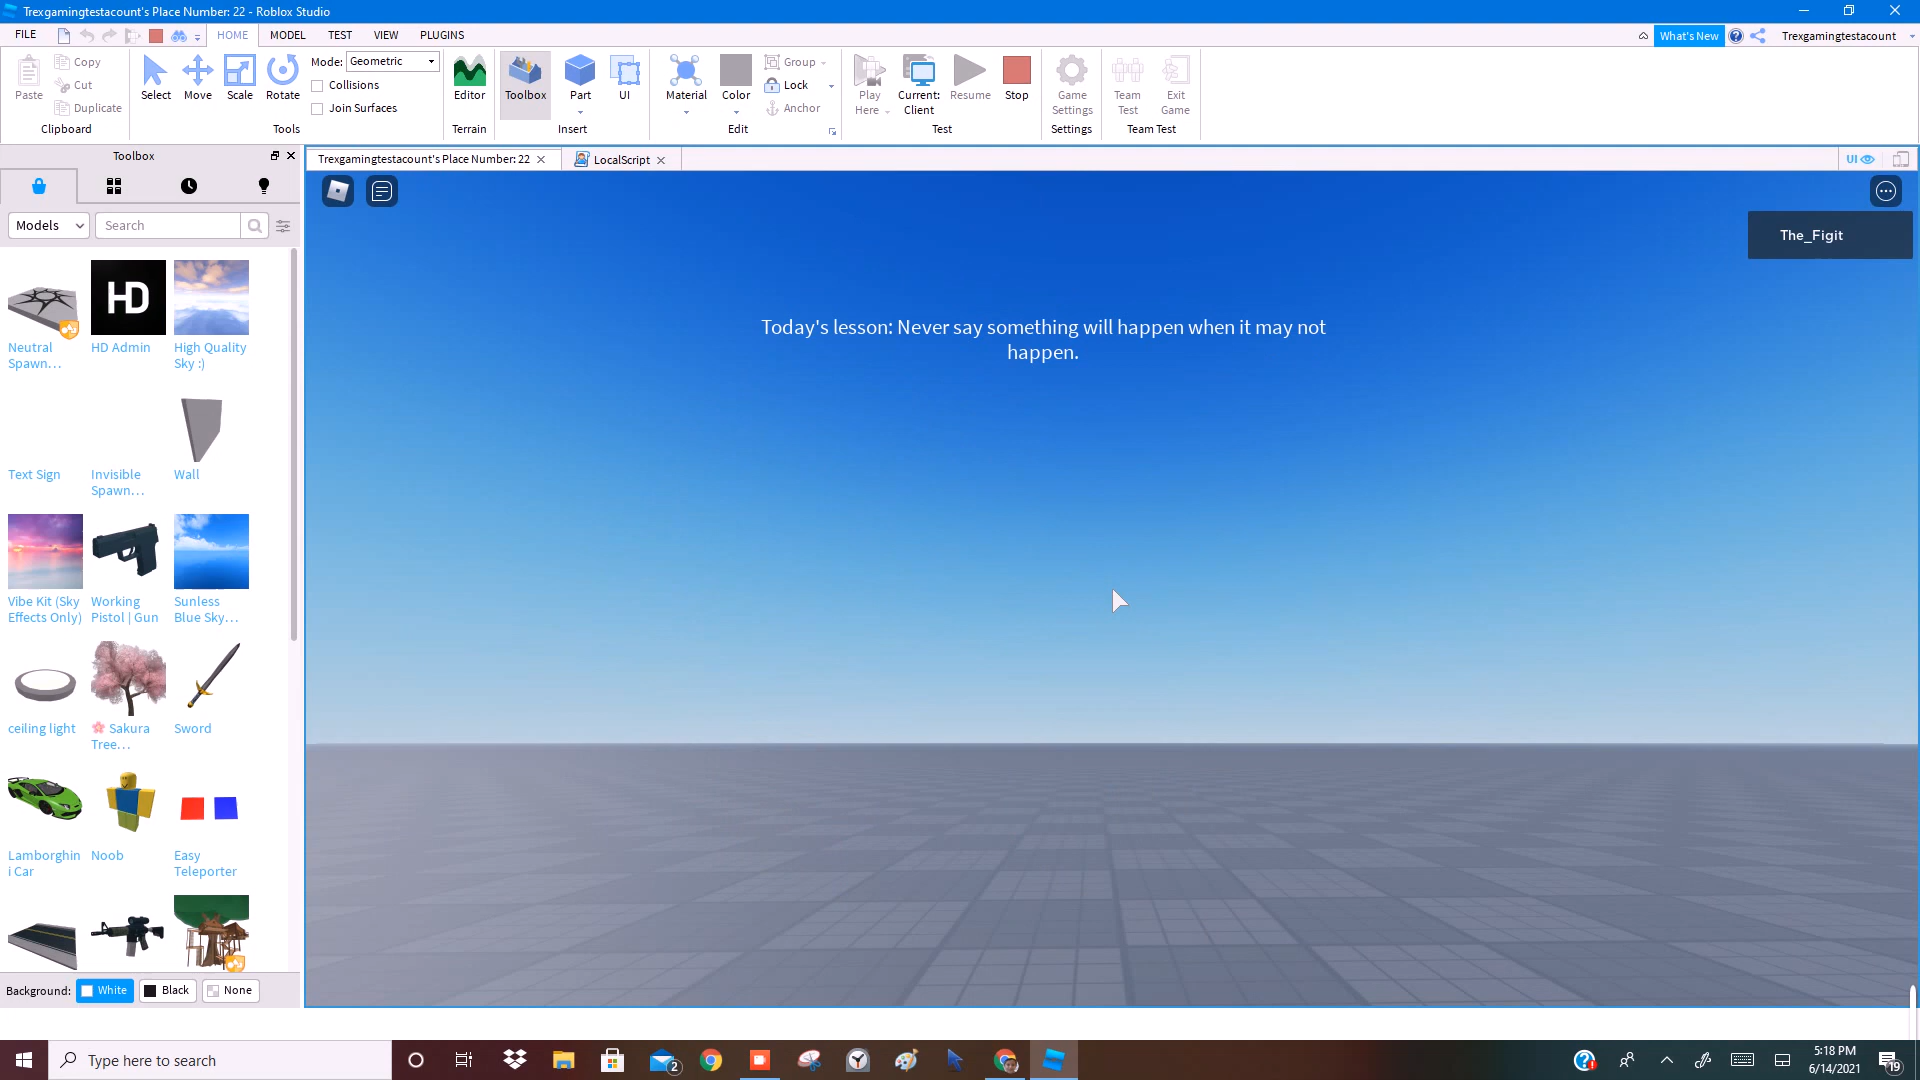 Trexgamingtestacount's Place Number: 22 - Roblox Studio
FILE HOME MODEL TEST VIEW PLUGINS What's New Trexgamingtestacount
Paste
Copy
Cut
Duplicate
Clipboard
Select Move Scale Rotate
Mode: Geometric
Collisions
Join Surfaces
Tools
Editor
Terrain
Toolbox Part UI
Insert
Material Color
Group
Lock
Anchor
Edit
Play
Here
Current:
Client
Resume
Stop
Test
Game
Settings
Settings
Team
Test
Exit
Game
Team Test
Toolbox
Models Search
Neutral
Spawn...
HD
HD Admin
High Quality
Sky :)
Text Sign
Invisible
Spawn...
Wall
Vibe Kit (Sky
Effects Only)
Working
Pistol | Gun
Sunless
Blue Sky...
ceiling light
🌸 Sakura
Tree...
Sword
Lamborghin
i Car
Noob
Easy
Teleporter
Background: White Black None
Trexgamingtestacount's Place Number: 22 LocalScript UI
The_Figit
Today's lesson: Never say something will happen when it may not
happen.
Type here to search
2
5:18 PM
6/14/2021
19